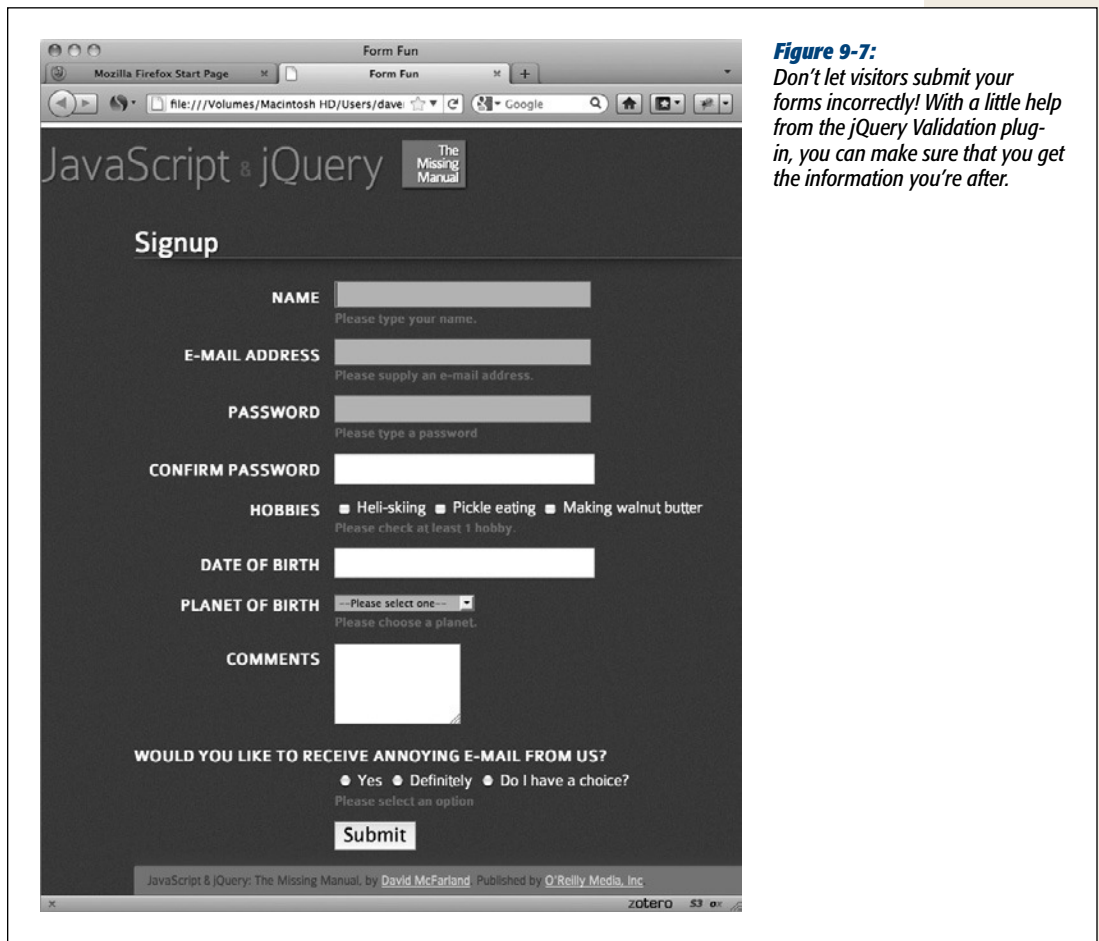 Form Fun
Mozilla Firefox Start Page
Form Fun
file:///Volumes/Macintosh HD/Users/dave
Google
JavaScript & jQuery
The
Missing
Manual
Signup
NAME
Please type your name.
E-MAIL ADDRESS
Please supply an e-mail address.
PASSWORD
Please type a password
CONFIRM PASSWORD
HOBBIES
Heli-skiing Pickle eating Making walnut butter
Please check at least 1 hobby.
DATE OF BIRTH
PLANET OF BIRTH
--Please select one--
Please choose a planet.
COMMENTS
WOULD YOU LIKE TO RECEIVE ANNOYING E-MAIL FROM US?
Yes Definitely Do I have a choice?
Please select an option
Submit
JavaScript & jQuery: The Missing Manual, by David McFarland. Published by O'Reilly Media, Inc.
zotero S3
Figure 9-7:
Don't let visitors submit your
forms incorrectly! With a little help
from the jQuery Validation plug-
in, you can make sure that you get
the information you're after.